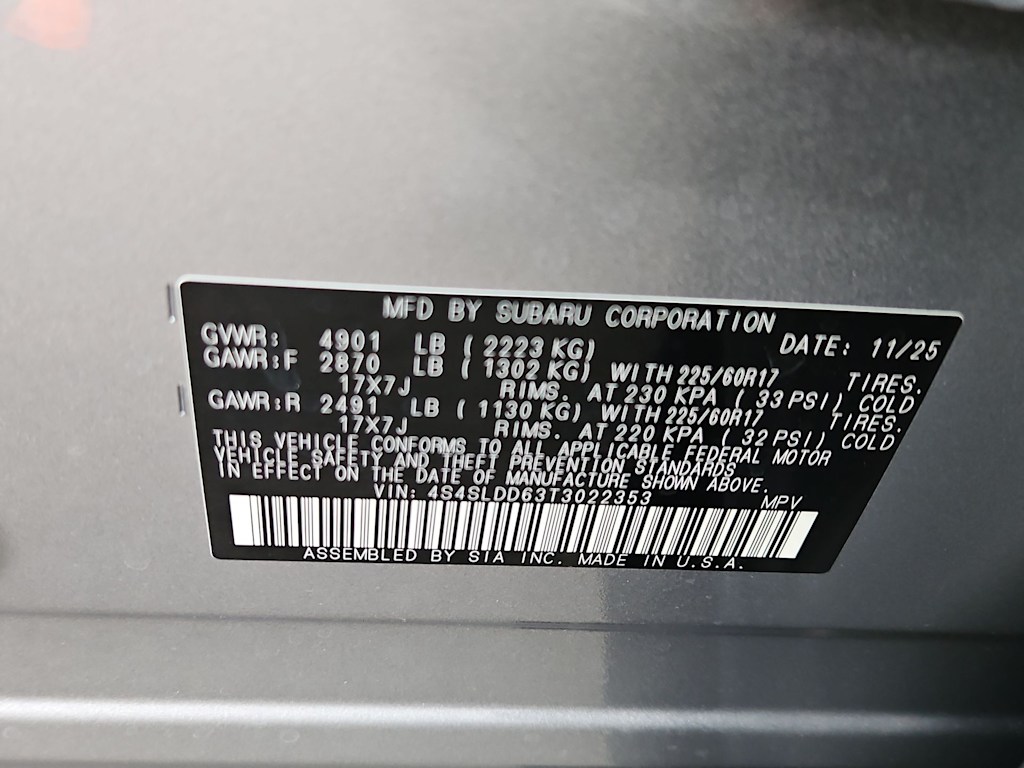 MFD BY SUBARU CORPORATION
GVWR: 4901 LB ( 2223 KG) DATE: 11/25
GAWR:F 2870 LB ( 1302 KG) WITH 225/60R17 TIRES.
17X7J RIMS. AT 230 KPA ( 33 PSI) COLD
GAWR:R 2491 LB ( 1130 KG) WITH 225/60R17 TIRES.
17X7J RIMS. AT 220 KPA ( 32 PSI) COLD
THIS VEHICLE CONFORMS TO ALL APPLICABLE FEDERAL MOTOR
VEHICLE SAFETY AND THEFT PREVENTION STANDARDS
IN EFFECT ON THE DATE OF MANUFACTURE SHOWN ABOVE.
VIN: 4S4SLDD63T3022353 MPV
ASSEMBLED BY SIA INC. MADE IN U.S.A.